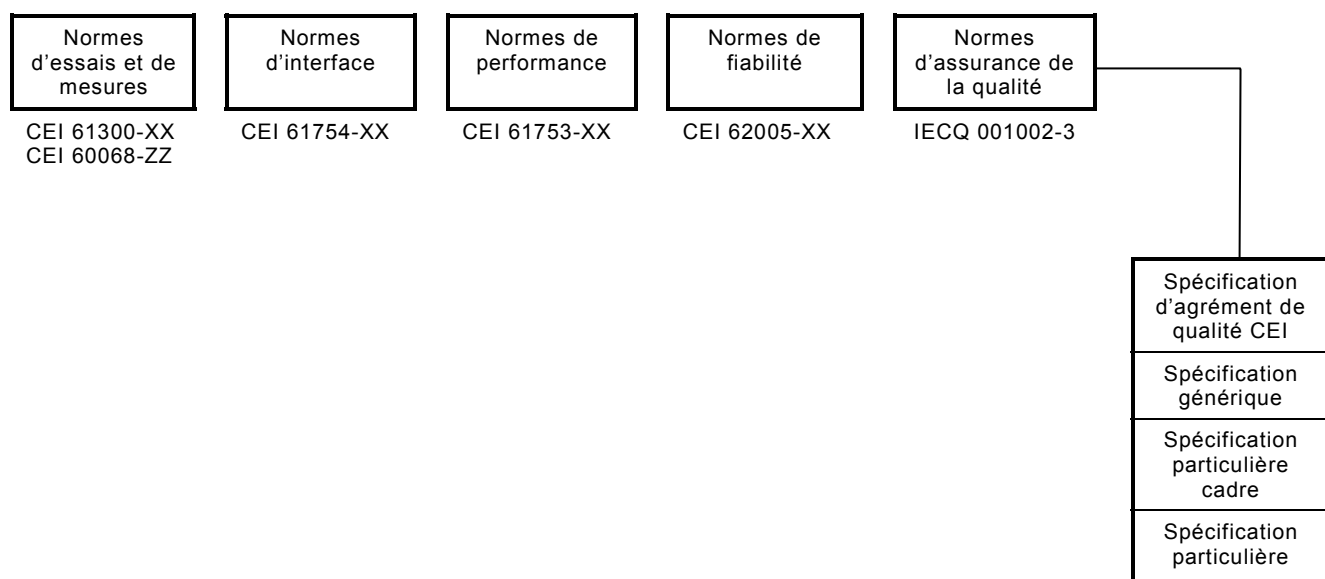 Normes
d'essais et de
mesures
CEI 61300-XX
CEI 60068-ZZ
Normes
d'interface
CEI 61754-XX
Normes de
performance
CEI 61753-XX
Normes de
fiabilité
CEI 62005-XX
Normes
d'assurance de
la qualité
IECQ 001002-3
Spécification
d'agrément de
qualité CEI
Spécification
générique
Spécification
particulière
cadre
Spécification
particulière